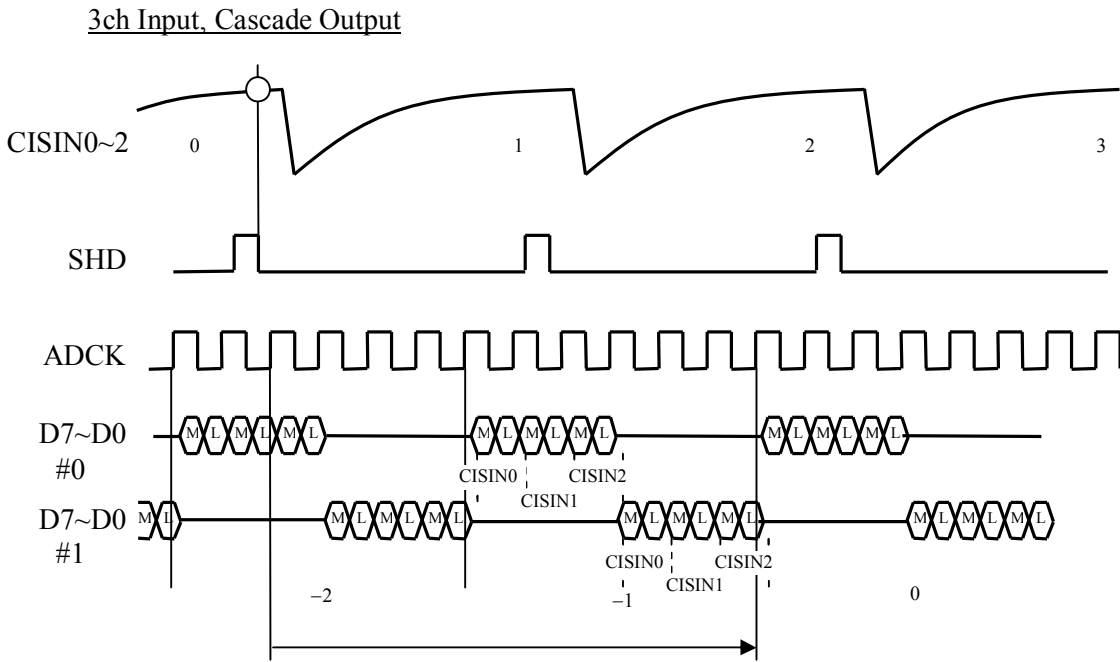 3ch Input, Cascade Output
CISIN0~2
0
1
2
3
SHD
ADCK
D7~D0
#0
M L M L M L
M L M L M L
M L M L M L
CISIN0
CISIN1
CISIN2
D7~D0
#1
M L
M L M L M L
M L M L M L
M L M L M L
CISIN0
CISIN1
CISIN2
−2
−1
0